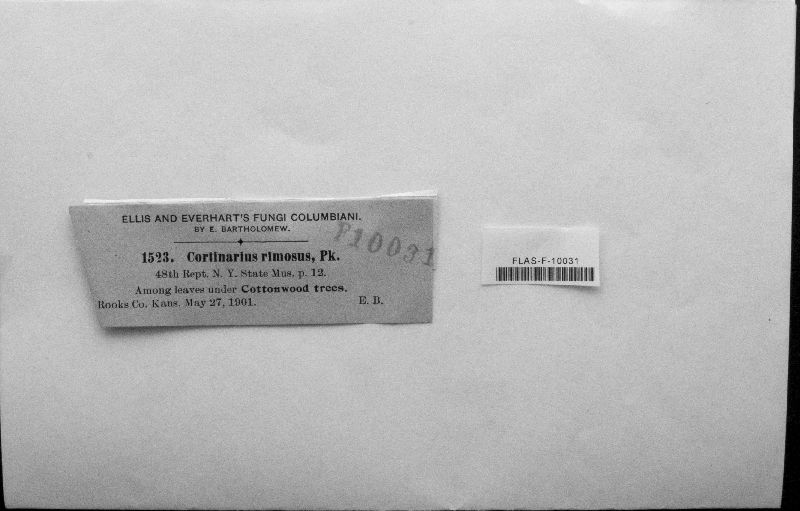 ELLIS AND EVERHART'S FUNGI COLUMBIANI.
BY E. BARTHOLOMEW.
F10031
1523. Cortinarius rimosus, Pk.
48th Rept. N. Y. State Mus. p. 12.
Among leaves under Cottonwood trees.
Rooks Co. Kans. May 27, 1901. E. B.
FLAS-F-10031